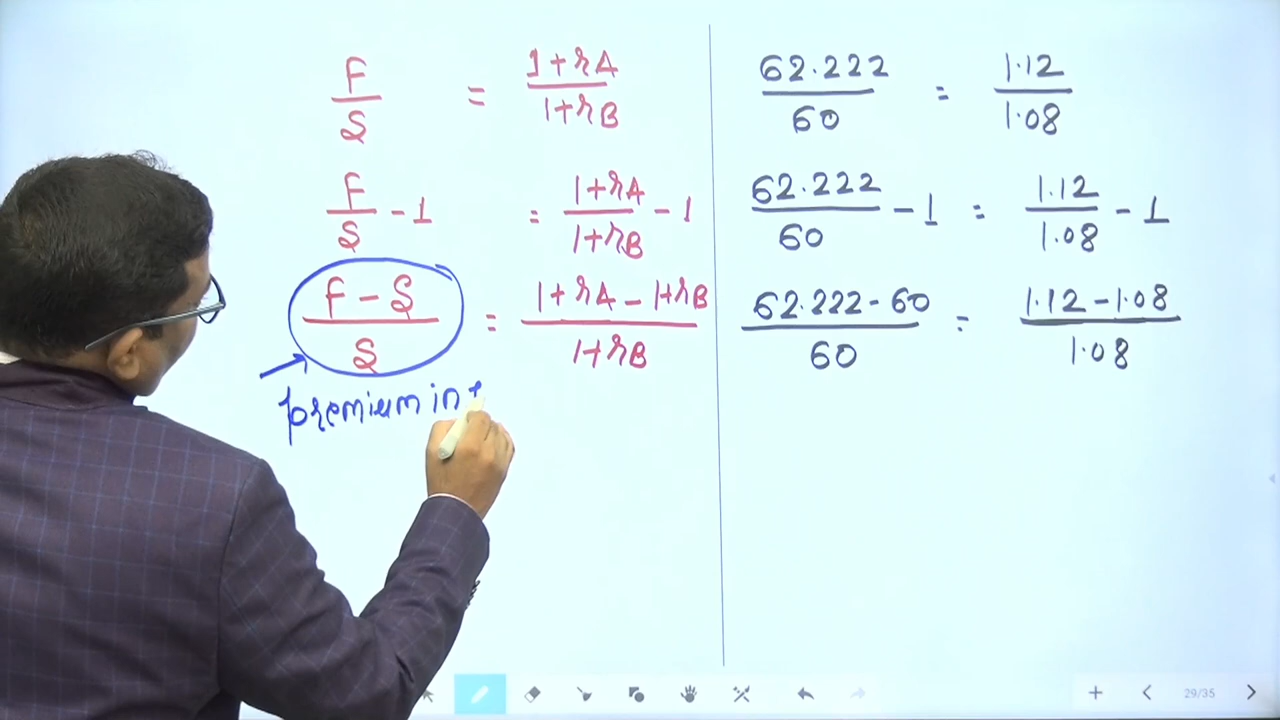 F/S = 1+rA/1+rB
F/S - 1 = 1+rA/1+rB - 1
F - S/S = 1+rA - 1+rB/1+rB
premium in
62.222/60 = 1.12/1.08
62.222/60 - 1 = 1.12/1.08 - 1
62.222 - 60/60 = 1.12 - 1.08/1.08
29/35